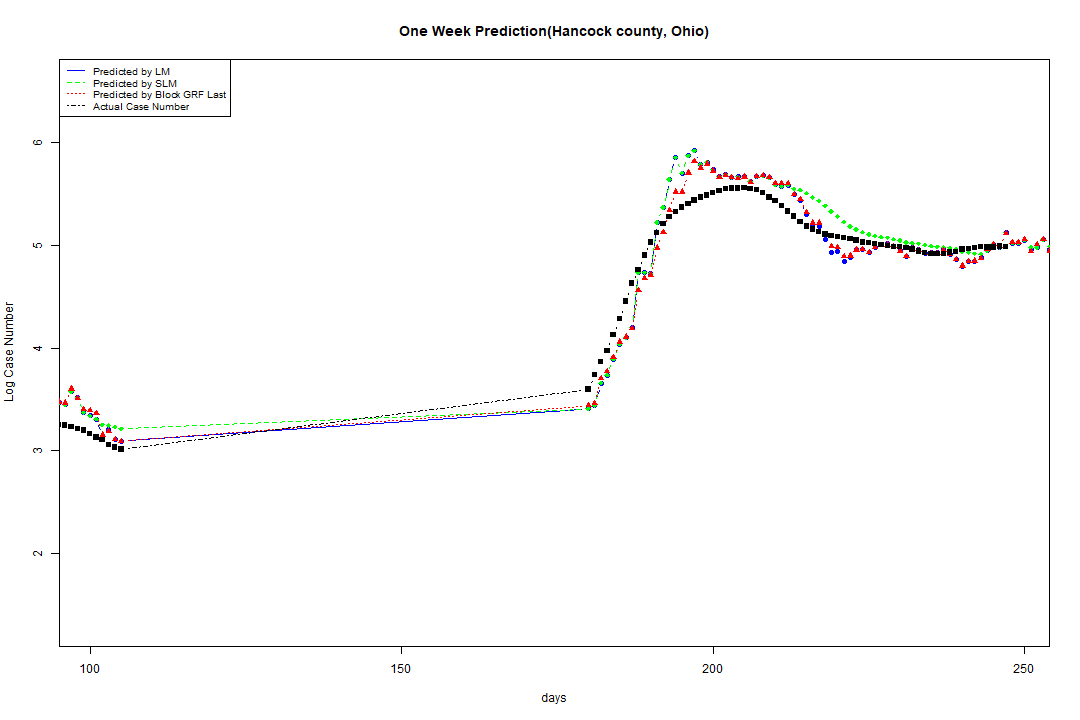 One Week Prediction(Hancock county, Ohio)
Predicted by LM
Predicted by SLM
Predicted by Block GRF Last
Actual Case Number
6
5
4
3
2
Log Case Number
100 150 200 250
days